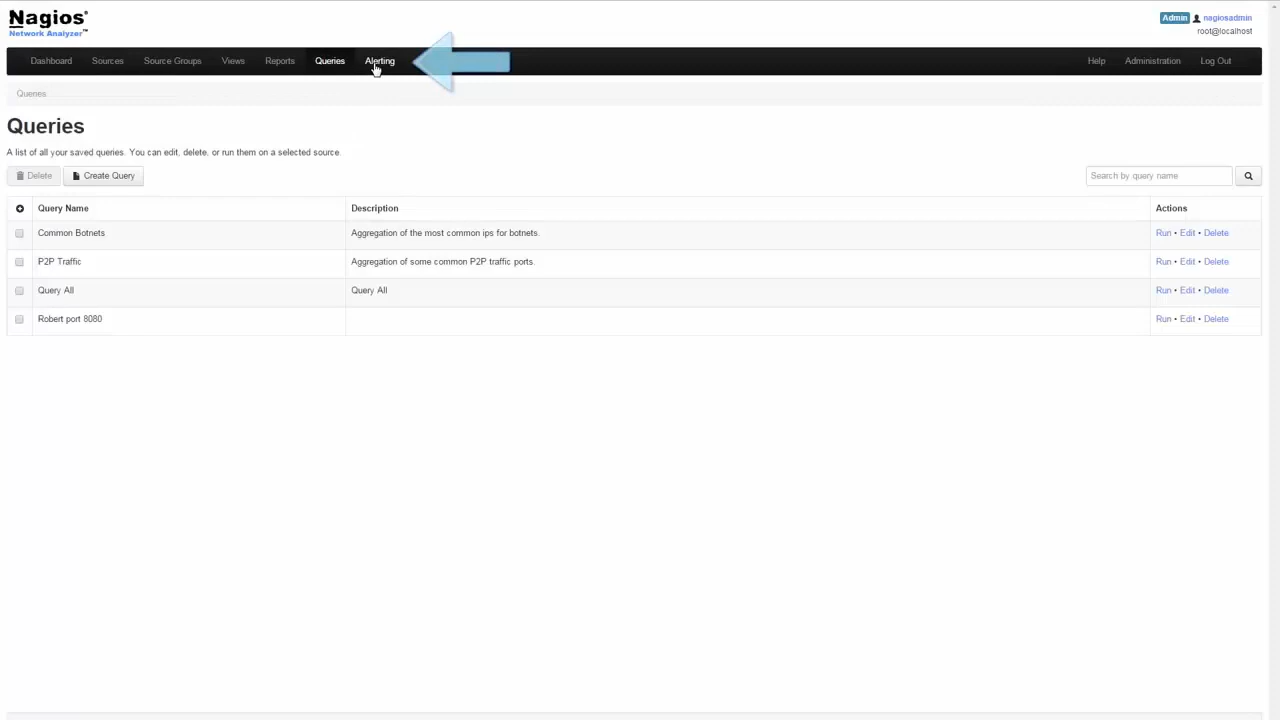 Nagios®
Network Analyzer™
Admin nagiosadmin
root@localhost
Dashboard Sources Source Groups Views Reports Queries Alerting Help Administration Log Out
Queries
Queries
A list of all your saved queries. You can edit, delete, or run them on a selected source.
Delete Create Query Search by query name
Query Name Description Actions
Common Botnets Aggregation of the most common ips for botnets. Run • Edit • Delete
P2P Traffic Aggregation of some common P2P traffic ports. Run • Edit • Delete
Query All Query All Run • Edit • Delete
Robert port 8080 Run • Edit • Delete